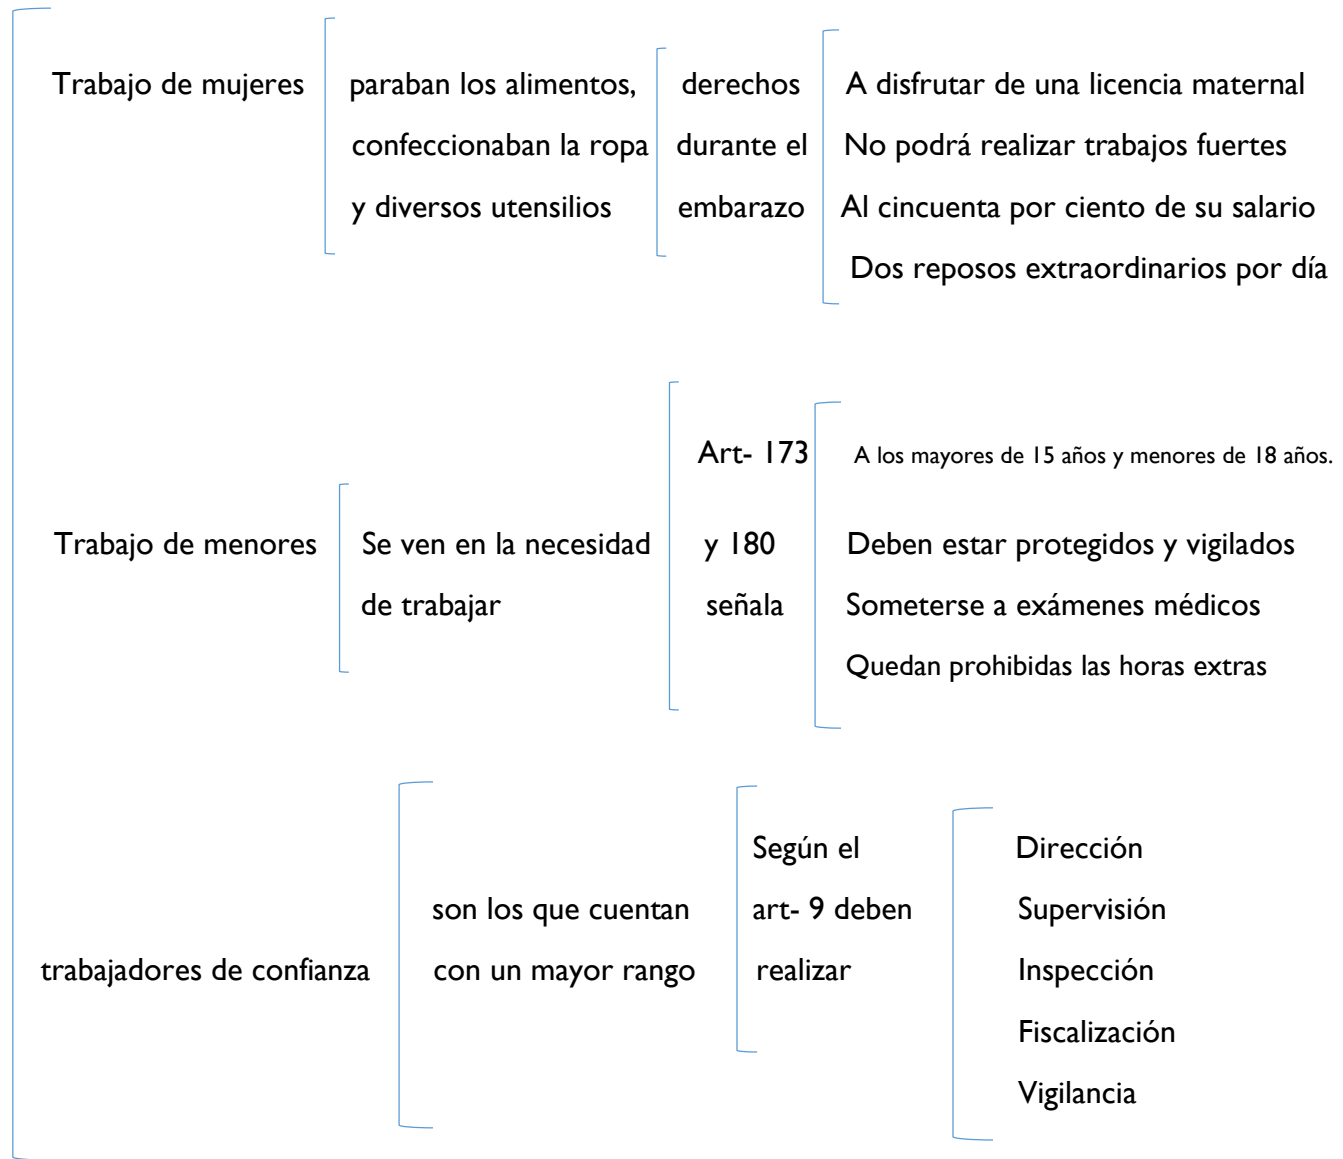 Trabajo de mujeres
paraban los alimentos,
confeccionaban la ropa
y diversos utensilios
derechos
durante el
embarazo
A disfrutar de una licencia maternal
No podrá realizar trabajos fuertes
Al cincuenta por ciento de su salario
Dos reposos extraordinarios por día
Trabajo de menores
Se ven en la necesidad
de trabajar
Art- 173
y 180
señala
A los mayores de 15 años y menores de 18 años.
Deben estar protegidos y vigilados
Someterse a exámenes médicos
Quedan prohibidas las horas extras
trabajadores de confianza
son los que cuentan
con un mayor rango
Según el
art- 9 deben
realizar
Dirección
Supervisión
Inspección
Fiscalización
Vigilancia